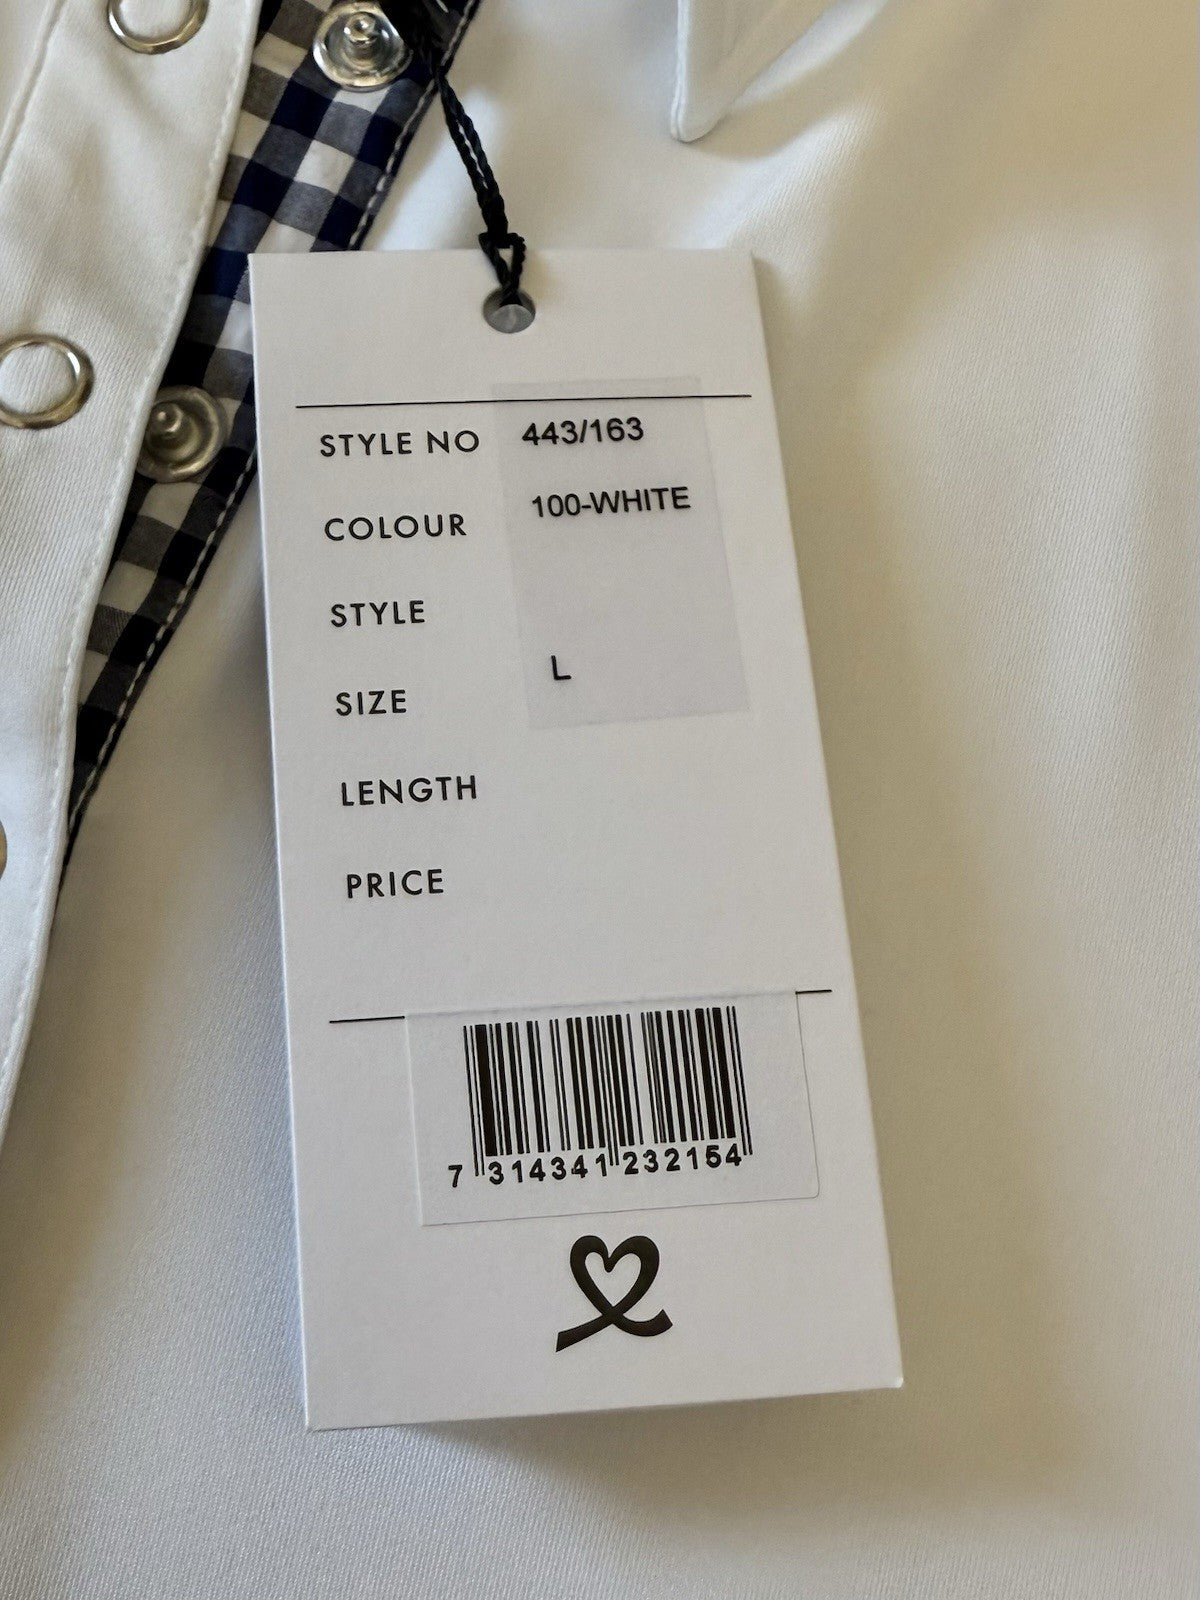 STYLE NO 443/163
COLOUR 100-WHITE
STYLE
SIZE L
LENGTH
PRICE
7 314341 232154